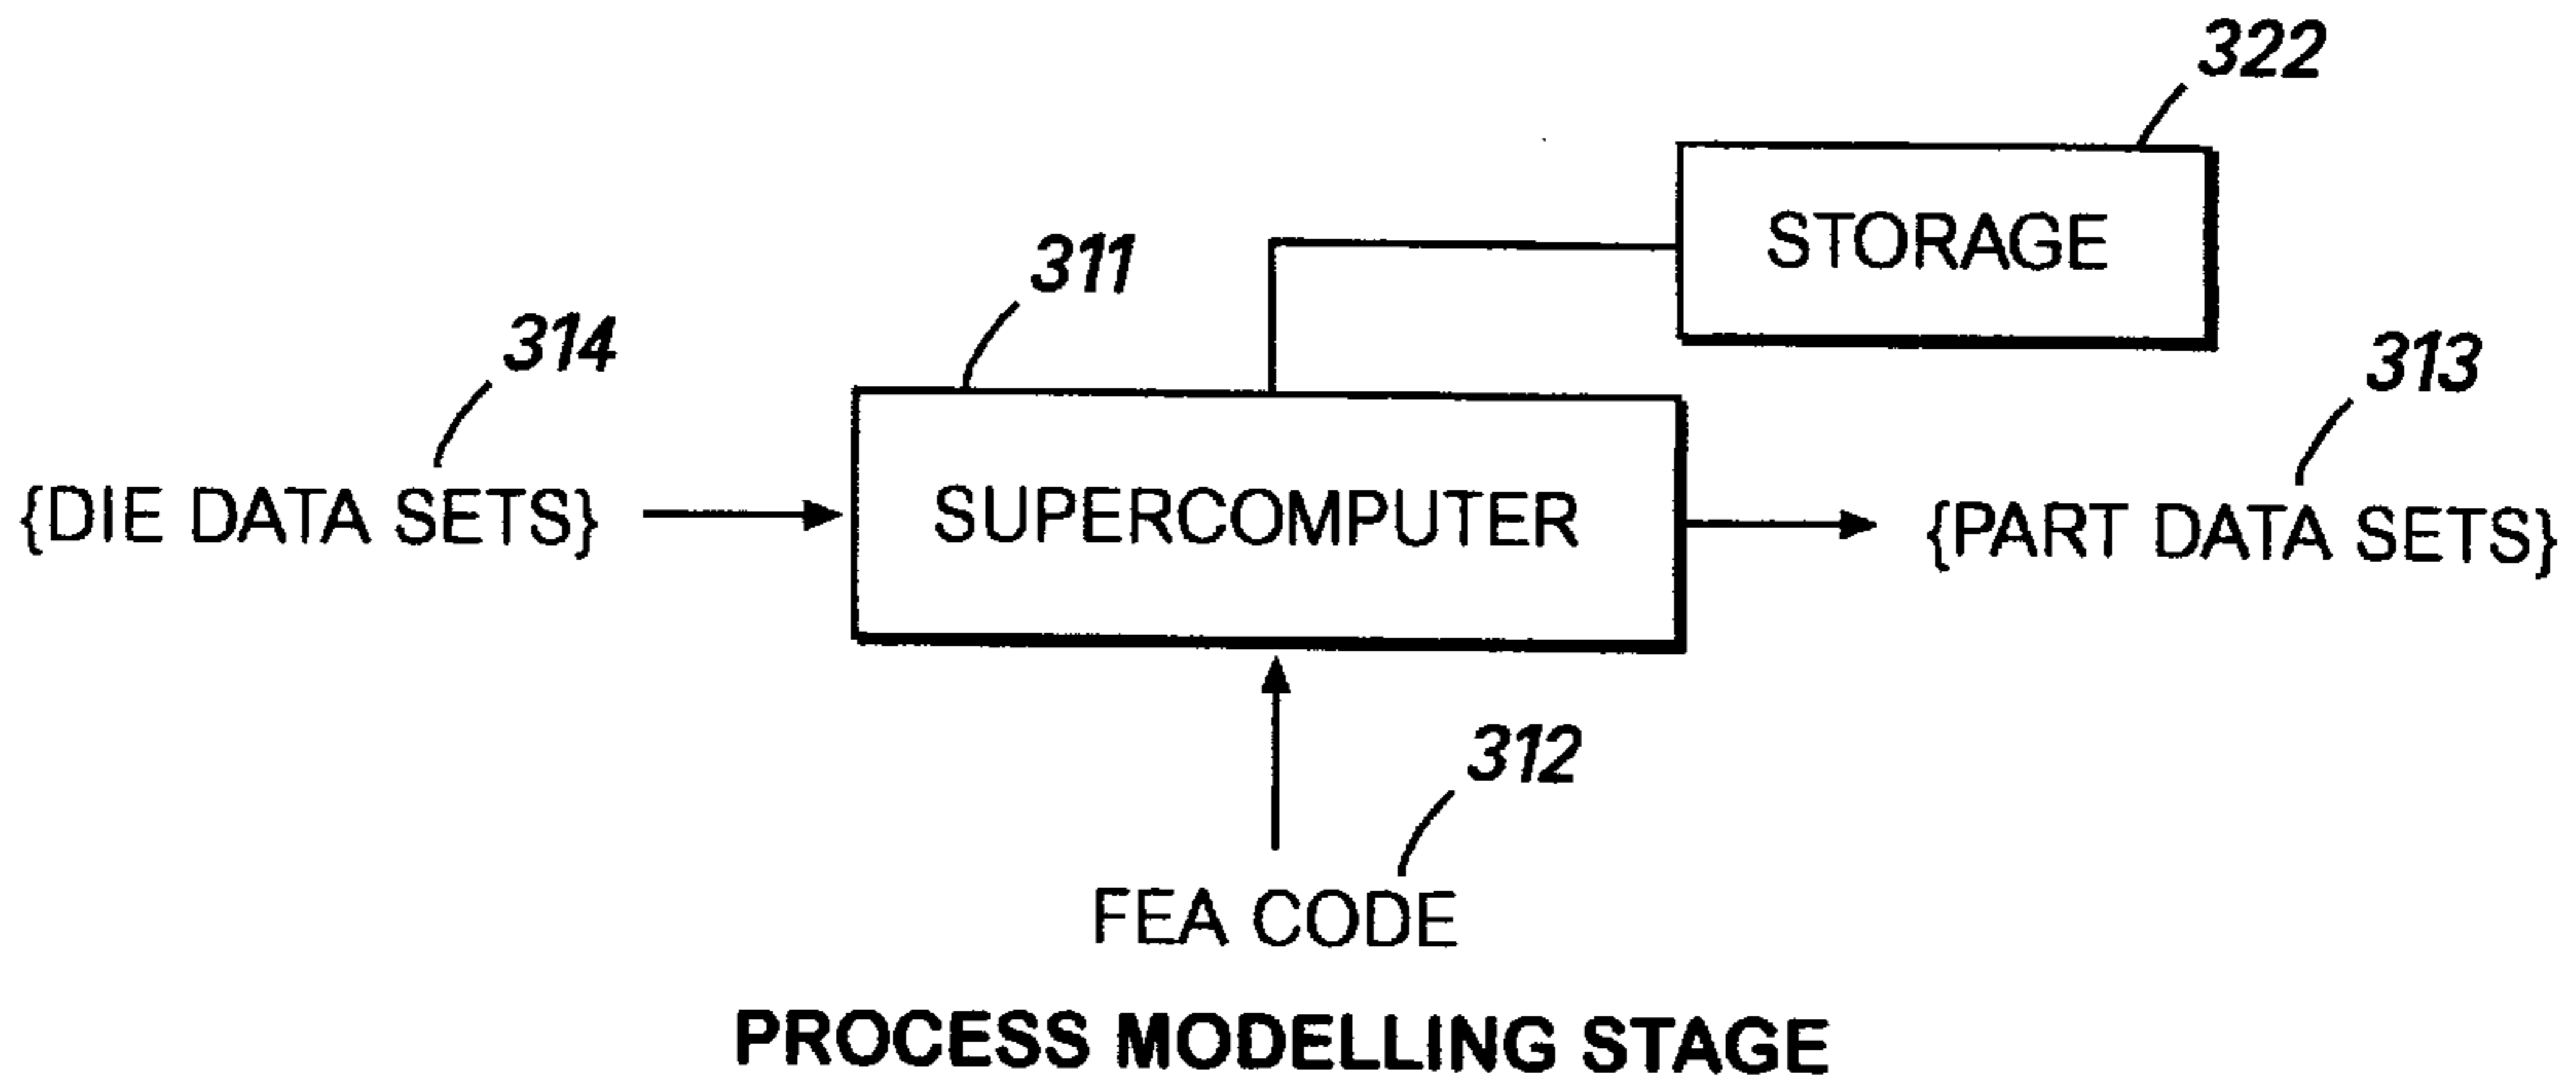 322
STORAGE
311
314
313
{DIE DATA SETS}
SUPERCOMPUTER
{PART DATA SETS}
312
FEA CODE
PROCESS MODELLING STAGE